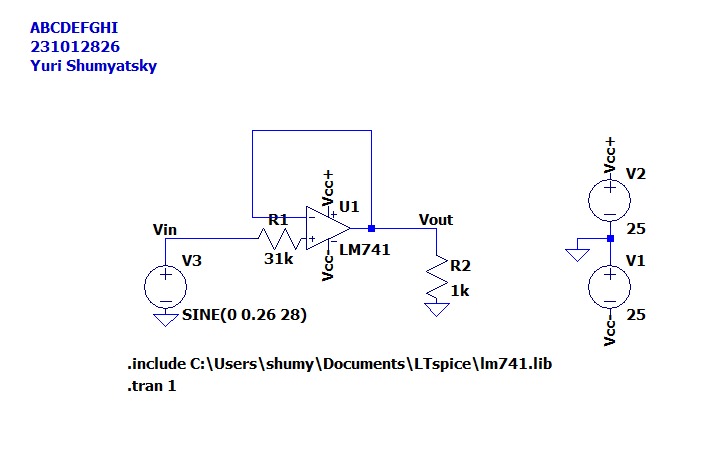 ABCDEFGHI
231012826
Yuri Shumyatsky
Vcc+
V2
25
Vcc+
U1
R1
Vin
Vout
31k
LM741
Vcc-
V3
R2
1k
V1
SINE(0 0.26 28)
25
Vcc-
.include C:\Users\shumy\Documents\LTspice\lm741.lib
.tran 1